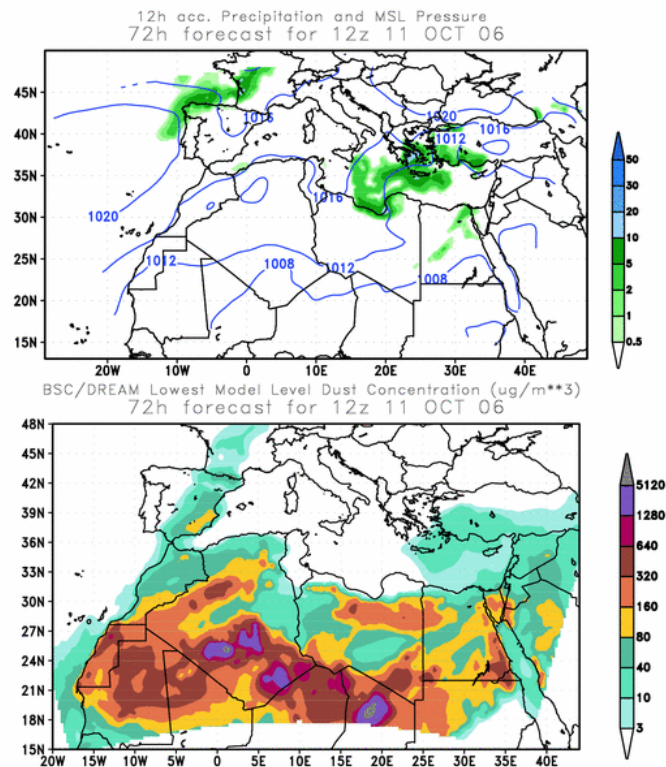 12h acc. Precipitation and MSL Pressure
72h forecast for 12z 11 OCT 06
45N
40N
35N
30N
25N
20N
15N
1016
1020
1016
1012
1016
1020
1012
1008
1012
1008
20W
10W
0
10E
20E
30E
40E
50
30
20
10
5
2
1
0.5
BSC/DREAM Lowest Model Level Dust Concentration (ug/m**3)
72h forecast for 12z 11 OCT 06
48N
45N
42N
39N
36N
33N
30N
27N
24N
21N
18N
15N
20W 15W 10W 5W 0 5E 10E 15E 20E 25E 30E 35E 40E
5120
1280
640
320
160
80
40
10
3